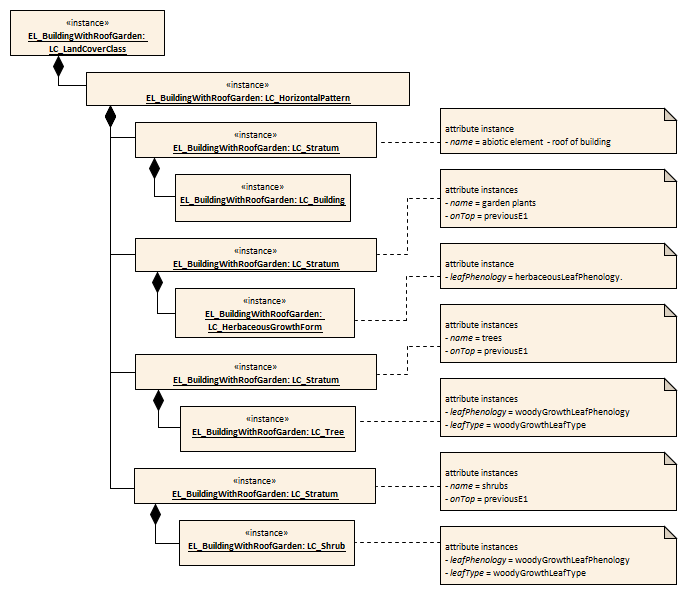 «instance»
EL_BuildingWithRoofGarden:
LC_LandCoverClass
«instance»
EL_BuildingWithRoofGarden: LC_HorizontalPattern
«instance»
EL_BuildingWithRoofGarden: LC_Stratum
attribute instance
- name = abiotic element  - roof of building
«instance»
EL_BuildingWithRoofGarden: LC_Building
attribute instances
- name = garden plants
- onTop = previousE1
«instance»
EL_BuildingWithRoofGarden: LC_Stratum
attribute instance
- leafPhenology = herbaceousLeafPhenology.
«instance»
EL_BuildingWithRoofGarden:
LC_HerbaceousGrowthForm
attribute instances
- name = trees
- onTop = previousE1
«instance»
EL_BuildingWithRoofGarden: LC_Stratum
attribute instances
- leafPhenology = woodyGrowthLeafPhenology
- leafType = woodyGrowthLeafType
«instance»
EL_BuildingWithRoofGarden: LC_Tree
attribute instances
- name = shrubs
- onTop = previousE1
«instance»
EL_BuildingWithRoofGarden: LC_Stratum
«instance»
EL_BuildingWithRoofGarden: LC_Shrub
attribute instances
- leafPhenology = woodyGrowthLeafPhenology
- leafType = woodyGrowthLeafType